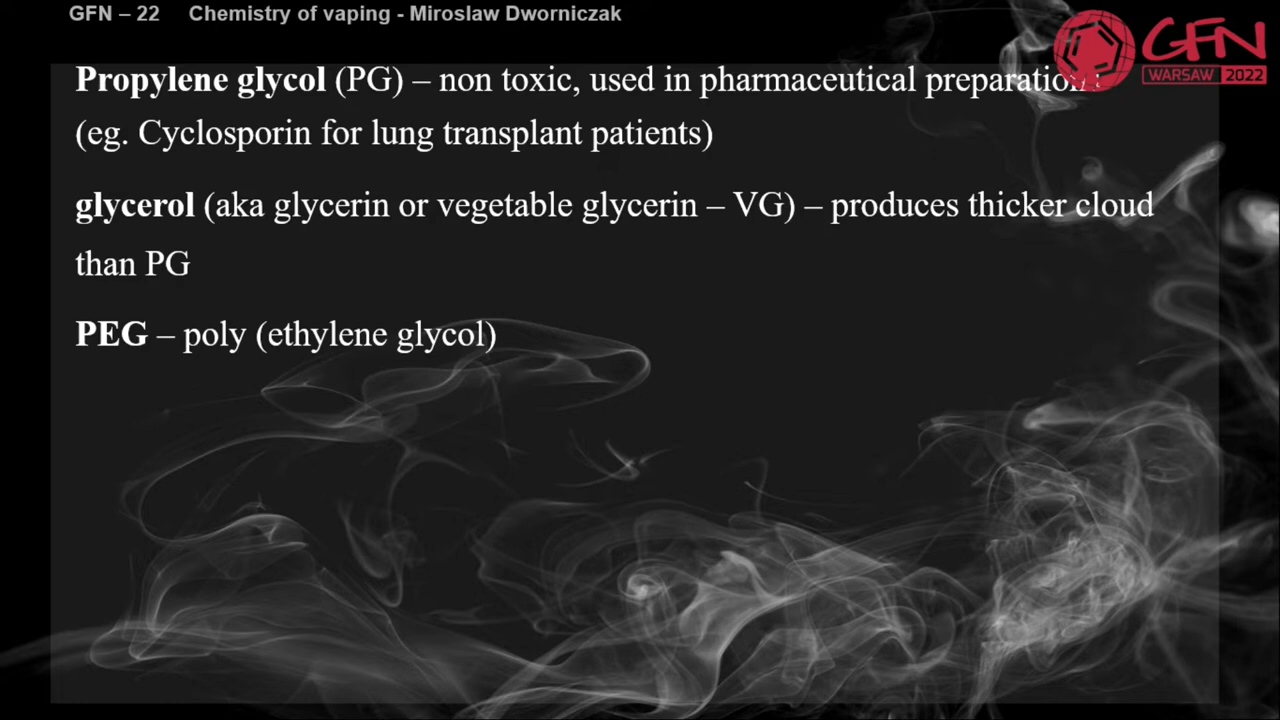 GFN – 22 Chemistry of vaping - Miroslaw Dworniczak
GFN
WARSAW 2022
Propylene glycol (PG) – non toxic, used in pharmaceutical
(eg. Cyclosporin for lung transplant patients)
glycerol (aka glycerin or vegetable glycerin – VG) – produces thicker cloud
than PG
PEG – poly (ethylene glycol)